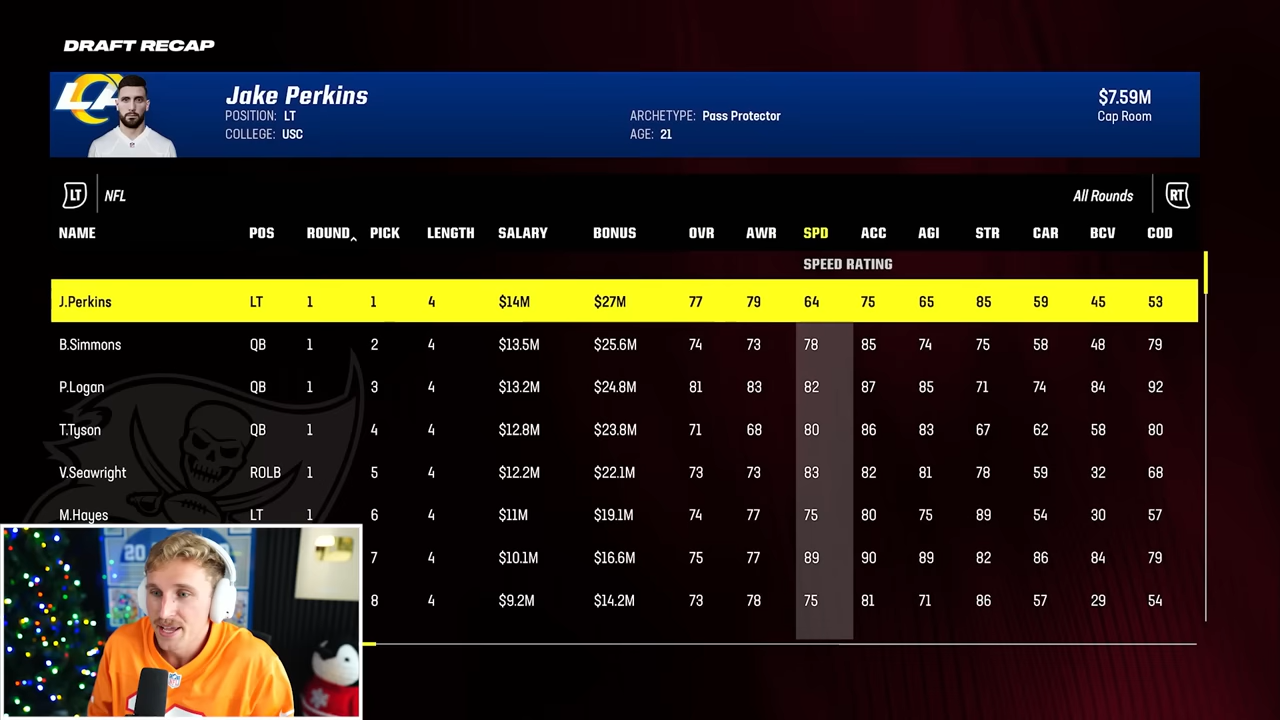 DRAFT RECAP
Jake Perkins
POSITION: LT
COLLEGE: USC
ARCHETYPE: Pass Protector
AGE: 21
$7.59M
Cap Room
LT NFL All Rounds RT
NAME POS ROUND PICK LENGTH SALARY BONUS OVR AWR SPD ACC AGI STR CAR BCV COD
SPEED RATING
J.Perkins LT 1 1 4 $14M $27M 77 79 64 75 65 85 59 45 53
B.Simmons QB 1 2 4 $13.5M $25.6M 74 73 78 85 74 75 58 48 79
P.Logan QB 1 3 4 $13.2M $24.8M 81 83 82 87 85 71 74 84 92
T.Tyson QB 1 4 4 $12.8M $23.8M 71 68 80 86 83 67 62 58 80
V.Seawright ROLB 1 5 4 $12.2M $22.1M 73 73 83 82 81 78 59 32 68
M.Hayes LT 1 6 4 $11M $19.1M 74 77 75 80 75 89 54 30 57
7 4 $10.1M $16.6M 75 77 89 90 89 82 86 84 79
8 4 $9.2M $14.2M 73 78 75 81 71 86 57 29 54